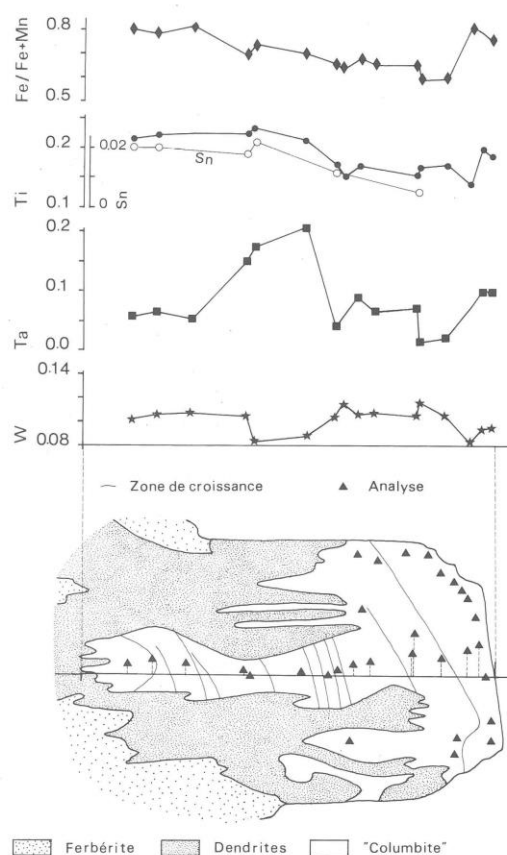 Fe/Fe+Mn
0.8
0.5
Ti
0.2
0.1
0.02
0
Sn
Sn
Ta
0.2
0.1
0.0
W
0.14
0.08
Zone de croissance
Analyse
Ferbérite
Dendrites
"Columbite"